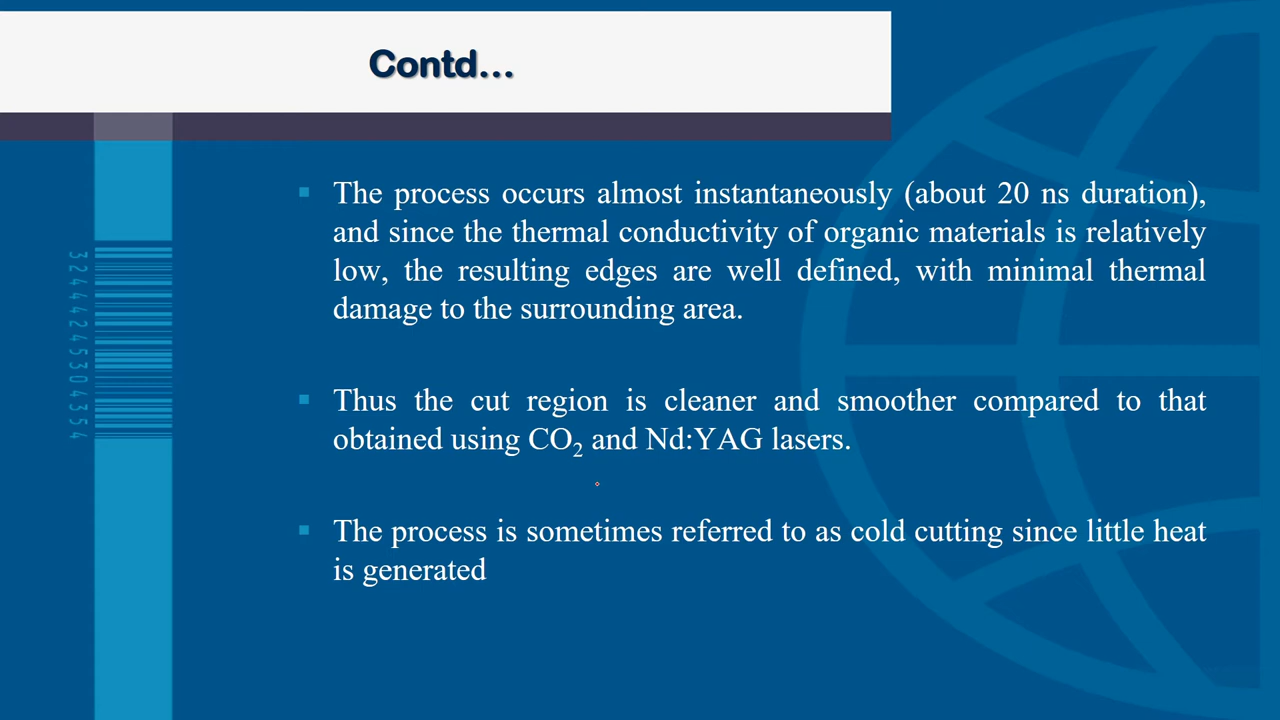 Contd...
The process occurs almost instantaneously (about 20 ns duration),
and since the thermal conductivity of organic materials is relatively
low, the resulting edges are well defined, with minimal thermal
damage to the surrounding area.
Thus the cut region is cleaner and smoother compared to that
obtained using CO₂ and Nd:YAG lasers.
The process is sometimes referred to as cold cutting since little heat
is generated
324442453043​54